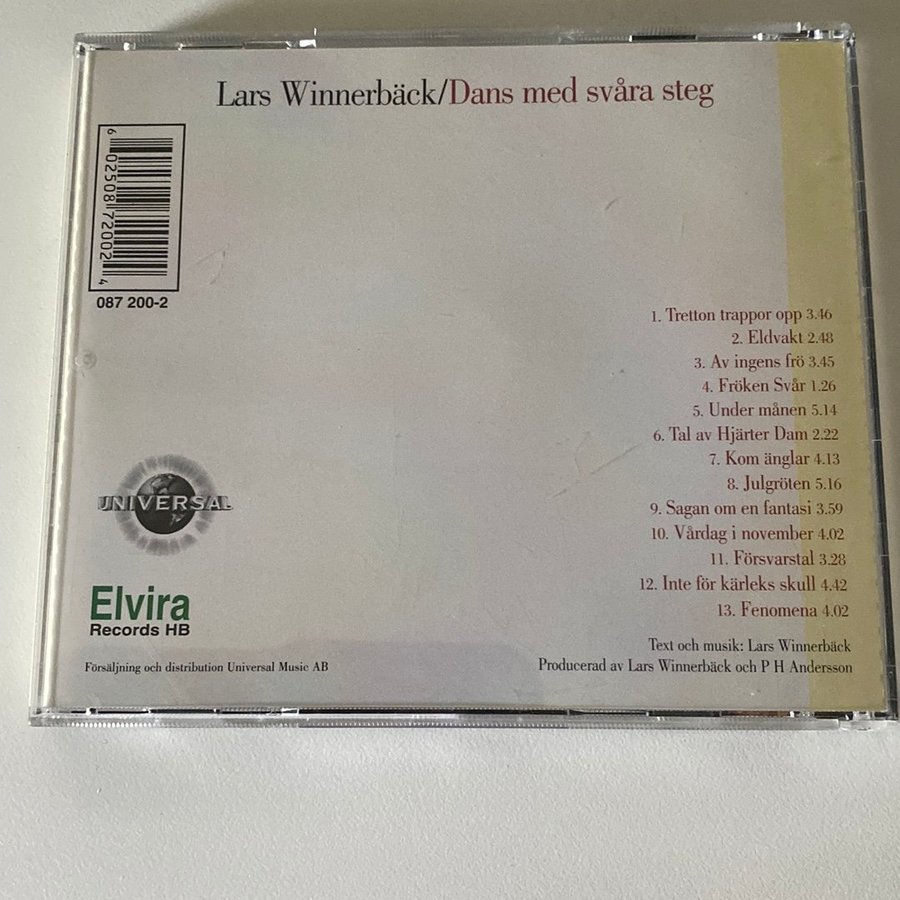 Lars Winnerbäck/Dans med svåra steg
6 02508 72002 4
087 200-2
1. Tretton trappor opp 3.46
2. Eldvakt 2.48
3. Av ingens frö 3.45
4. Fröken Svår 1.26
5. Under månen 5.14
6. Tal av Hjärter Dam 2.22
7. Kom änglar 4.13
8. Julgröten 5.16
9. Sagan om en fantasi 3.59
10. Vårdag i november 4.02
11. Försvarstal 3.28
12. Inte för kärleks skull 4.42
13. Fenomena 4.02
UNIVERSAL
Elvira
Records HB
Försäljning och distribution Universal Music AB
Text och musik: Lars Winnerbäck
Producerad av Lars Winnerbäck och P H Andersson